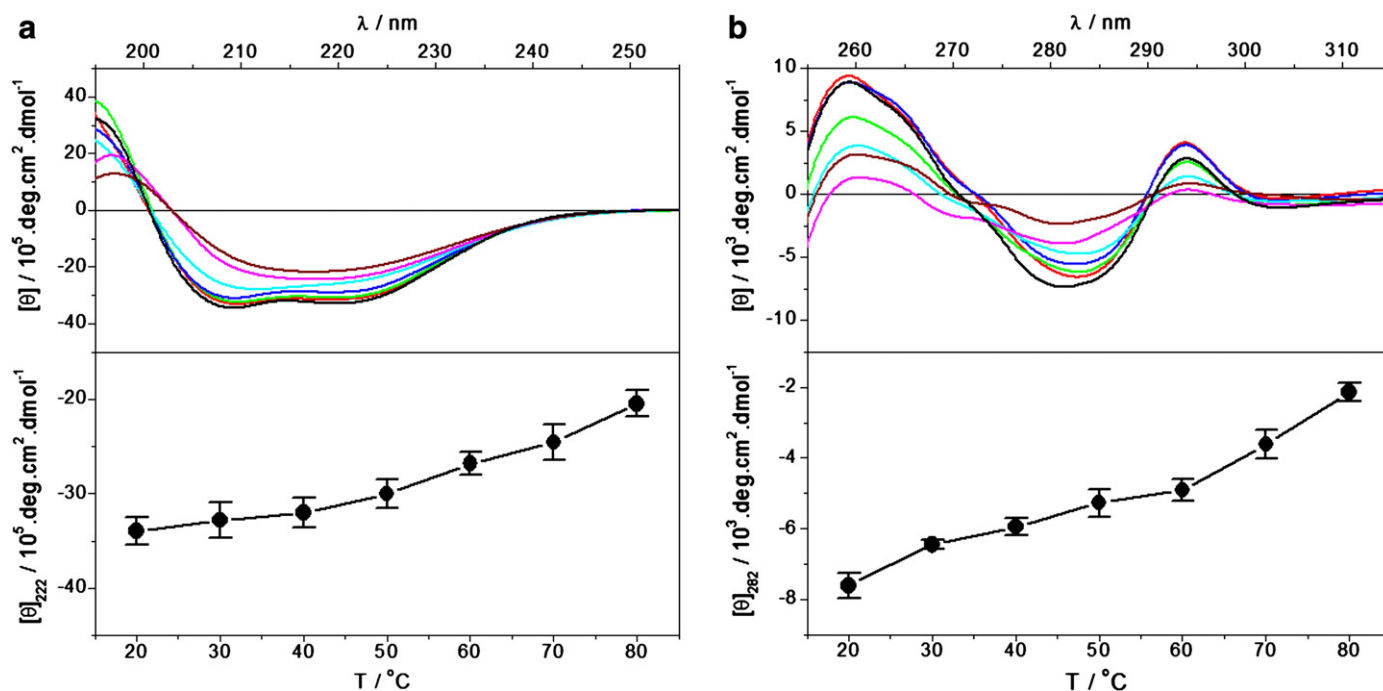 a
λ / nm
200 210 220 230 240 250
[θ] / 10⁵.deg.cm².dmol⁻¹
40
20
0
-20
-40
[θ]₂₂₂ / 10⁵.deg.cm².dmol⁻¹
-20
-30
-40
20 30 40 50 60 70 80
T / °C
b
λ / nm
260 270 280 290 300 310
[θ] / 10³.deg.cm².dmol⁻¹
10
5
0
-5
-10
[θ]₂₈₂ / 10³.deg.cm².dmol⁻¹
-2
-4
-6
-8
20 30 40 50 60 70 80
T / °C